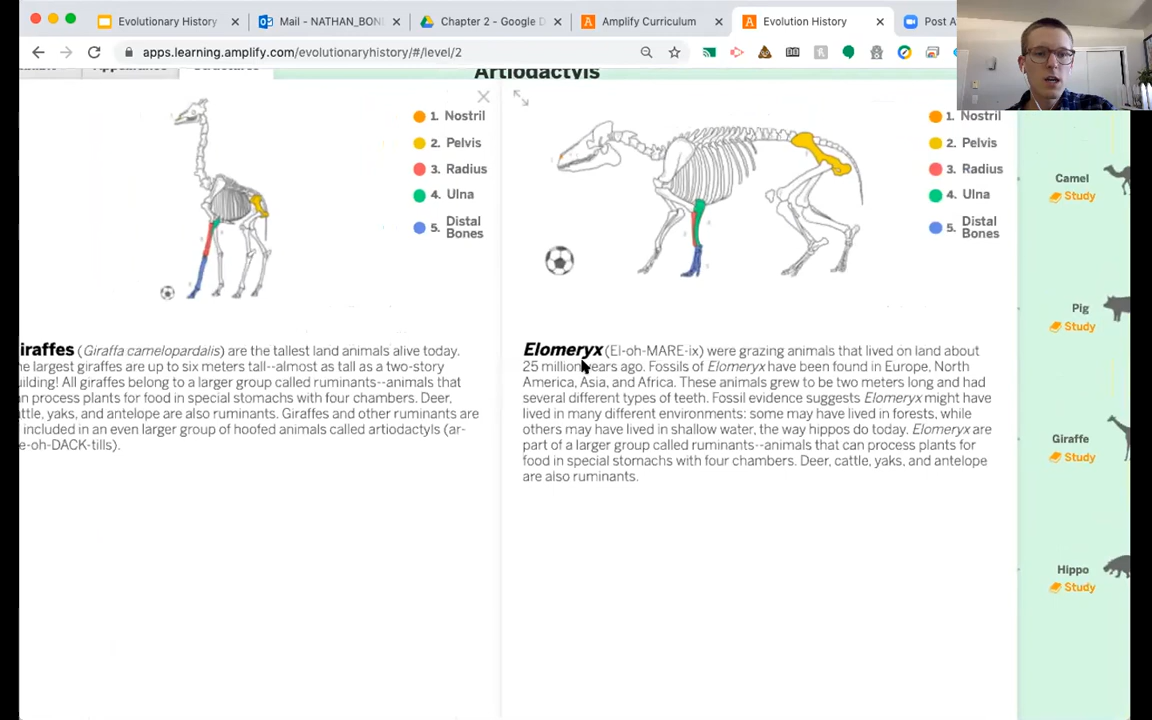 Evolutionary History
Mail - NATHAN_BON
Chapter 2 - Google D
Amplify Curriculum
Evolution History
Post A
apps.learning.amplify.com/evolutionaryhistory/#/level/2
Artiodactyls
1. Nostril
2. Pelvis
3. Radius
4. Ulna
5. Distal
Bones
iraffes (Giraffa camelopardalis) are the tallest land animals alive today.
he largest giraffes are up to six meters tall--almost as tall as a two-story
uilding! All giraffes belong to a larger group called ruminants--animals that
n process plants for food in special stomachs with four chambers. Deer,
attle, yaks, and antelope are also ruminants. Giraffes and other ruminants are
included in an even larger group of hoofed animals called artiodactyls (ar-
e-oh-DACK-tills).
1. Nostril
2. Pelvis
3. Radius
4. Ulna
5. Distal
Bones
Elomeryx (El-oh-MARE-ix) were grazing animals that lived on land about
25 million years ago. Fossils of Elomeryx have been found in Europe, North
America, Asia, and Africa. These animals grew to be two meters long and had
several different types of teeth. Fossil evidence suggests Elomeryx might have
lived in many different environments: some may have lived in forests, while
others may have lived in shallow water, the way hippos do today. Elomeryx are
part of a larger group called ruminants--animals that can process plants for
food in special stomachs with four chambers. Deer, cattle, yaks, and antelope
are also ruminants.
Camel
Study
Pig
Study
Giraffe
Study
Hippo
Study